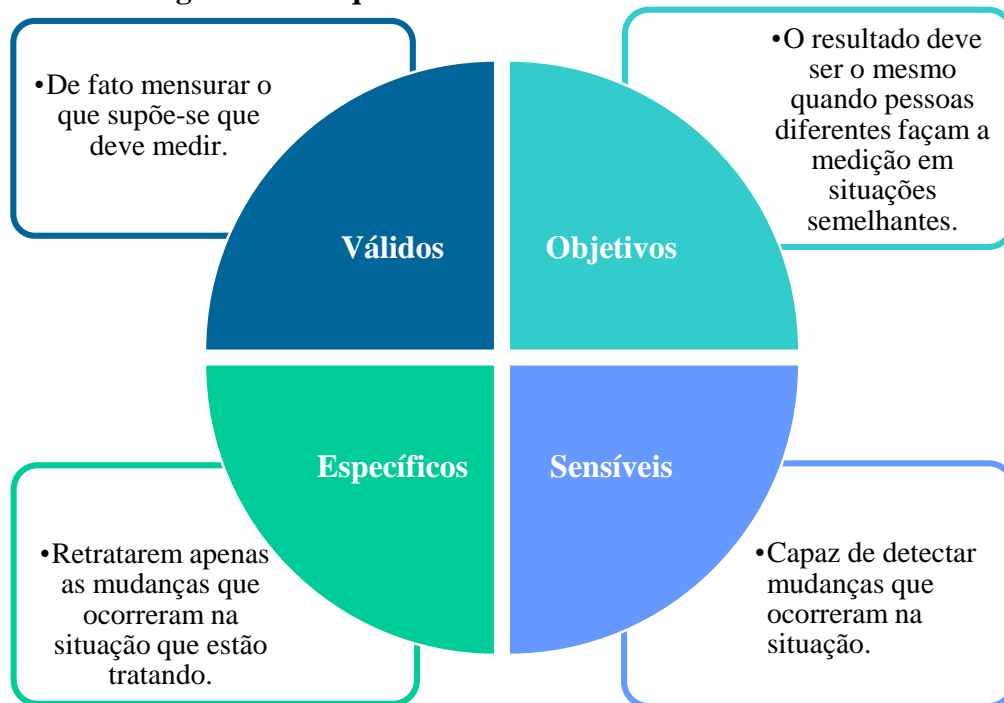 •De fato mensurar o
que supõe-se que
deve medir.
•O resultado deve
ser o mesmo
quando pessoas
diferentes façam a
medição em
situações
semelhantes.
Válidos
Objetivos
Específicos
Sensíveis
•Retratarem apenas
as mudanças que
ocorreram na
situação que estão
tratando.
•Capaz de detectar
mudanças que
ocorreram na
situação.